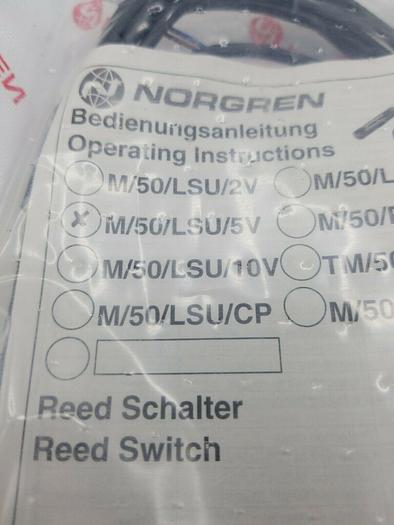 NORGREN
Bedienungsanleitung
Operating Instructions
M/50/LSU/2V M/50/L
X M/50/LSU/5V M/50/
M/50/LSU/10V TM/50
M/50/LSU/CP M/50
Reed Schalter
Reed Switch